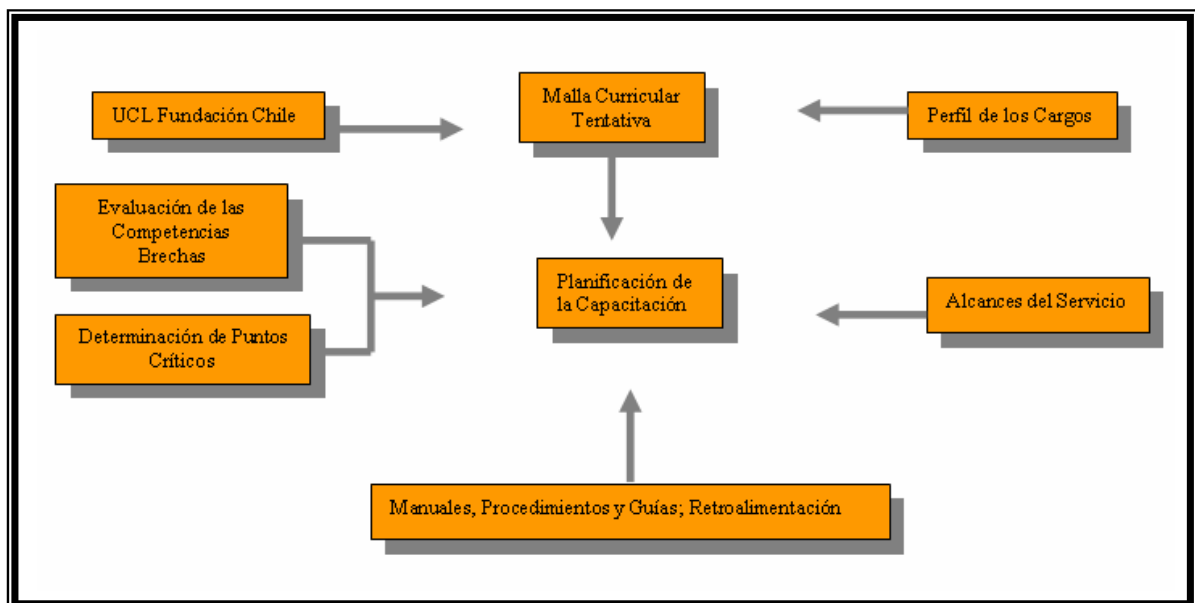 UCL Fundación Chile
Malla Curricular
Tentativa
Perfil de los Cargos
Evaluación de las
Competencias
Brechas
Planificación de
la Capacitación
Alcances del Servicio
Determinación de Puntos
Críticos
Manuales, Procedimientos y Guías; Retroalimentación